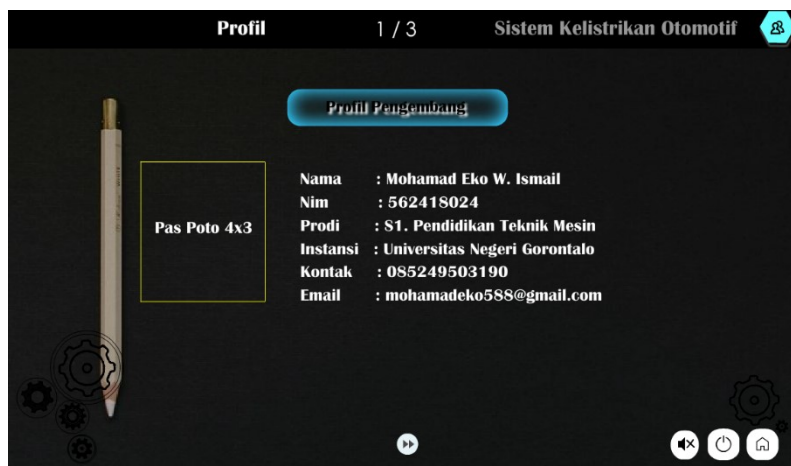 Profil 1 / 3 Sistem Kelistrikan Otomotif
Profil Pengembang
Pas Poto 4x3
Nama : Mohamad Eko W. Ismail
Nim : 562418024
Prodi : S1. Pendidikan Teknik Mesin
Instansi : Universitas Negeri Gorontalo
Kontak : 085249503190
Email : mohamadeko588@gmail.com